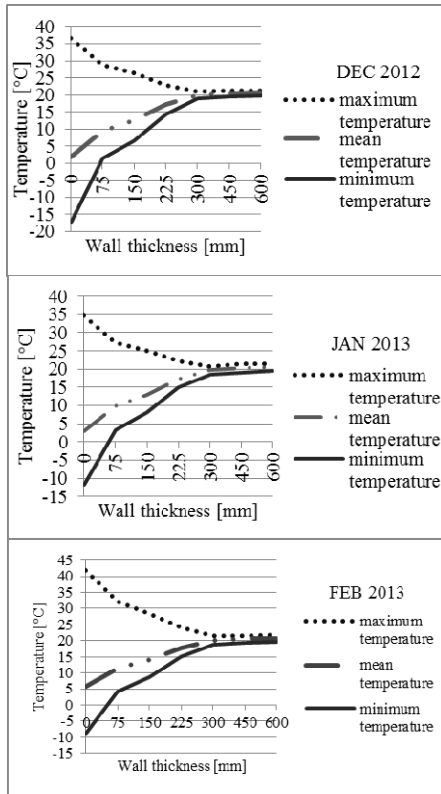 40
35
30
25
20
15
10
5
0
-5
-10
-15
-20
Temperature [°C]
0
75
150
225
300
450
600
Wall thickness [mm]
DEC 2012
maximum
temperature
mean
temperature
minimum
temperature
40
35
30
25
20
15
10
5
0
-5
-10
-15
Temperature [°C]
0
75
150
225
300
450
600
Wall thickness [mm]
JAN 2013
maximum
temperature
mean
temperature
minimum
temperature
45
40
35
30
25
20
15
10
5
0
-5
-10
-15
Temperature [°C]
0
75
150
225
300
450
600
Wall thickness [mm]
FEB 2013
maximum
temperature
mean
temperature
minimum
temperature